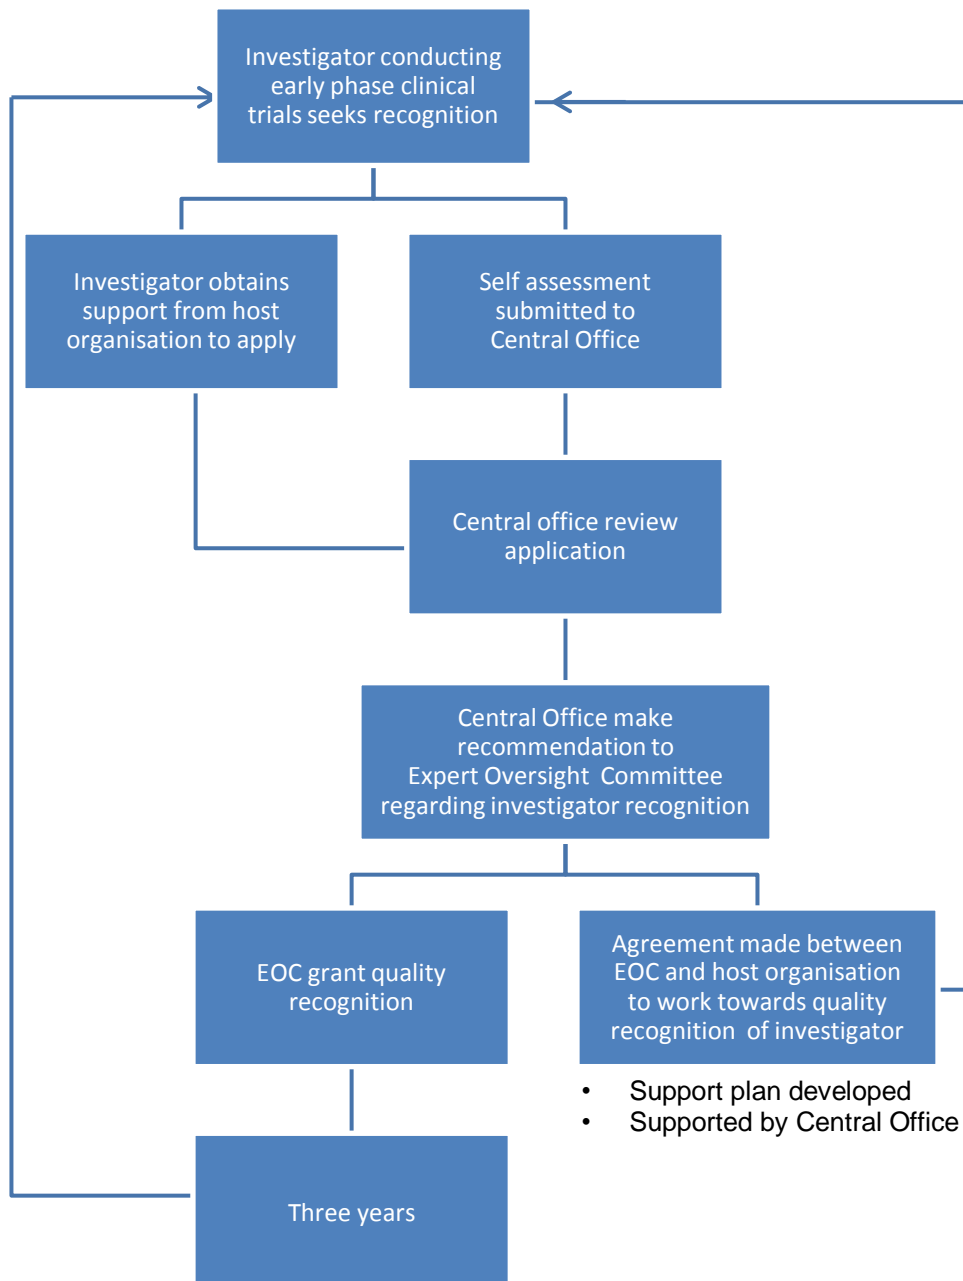 Investigator conducting
early phase clinical
trials seeks recognition
Investigator obtains
support from host
organisation to apply
Self assessment
submitted to
Central Office
Central office review
application
Central Office make
recommendation to
Expert Oversight Committee
regarding investigator recognition
EOC grant quality
recognition
Agreement made between
EOC and host organisation
to work towards quality
recognition of investigator
• Support plan developed
• Supported by Central Office
Three years